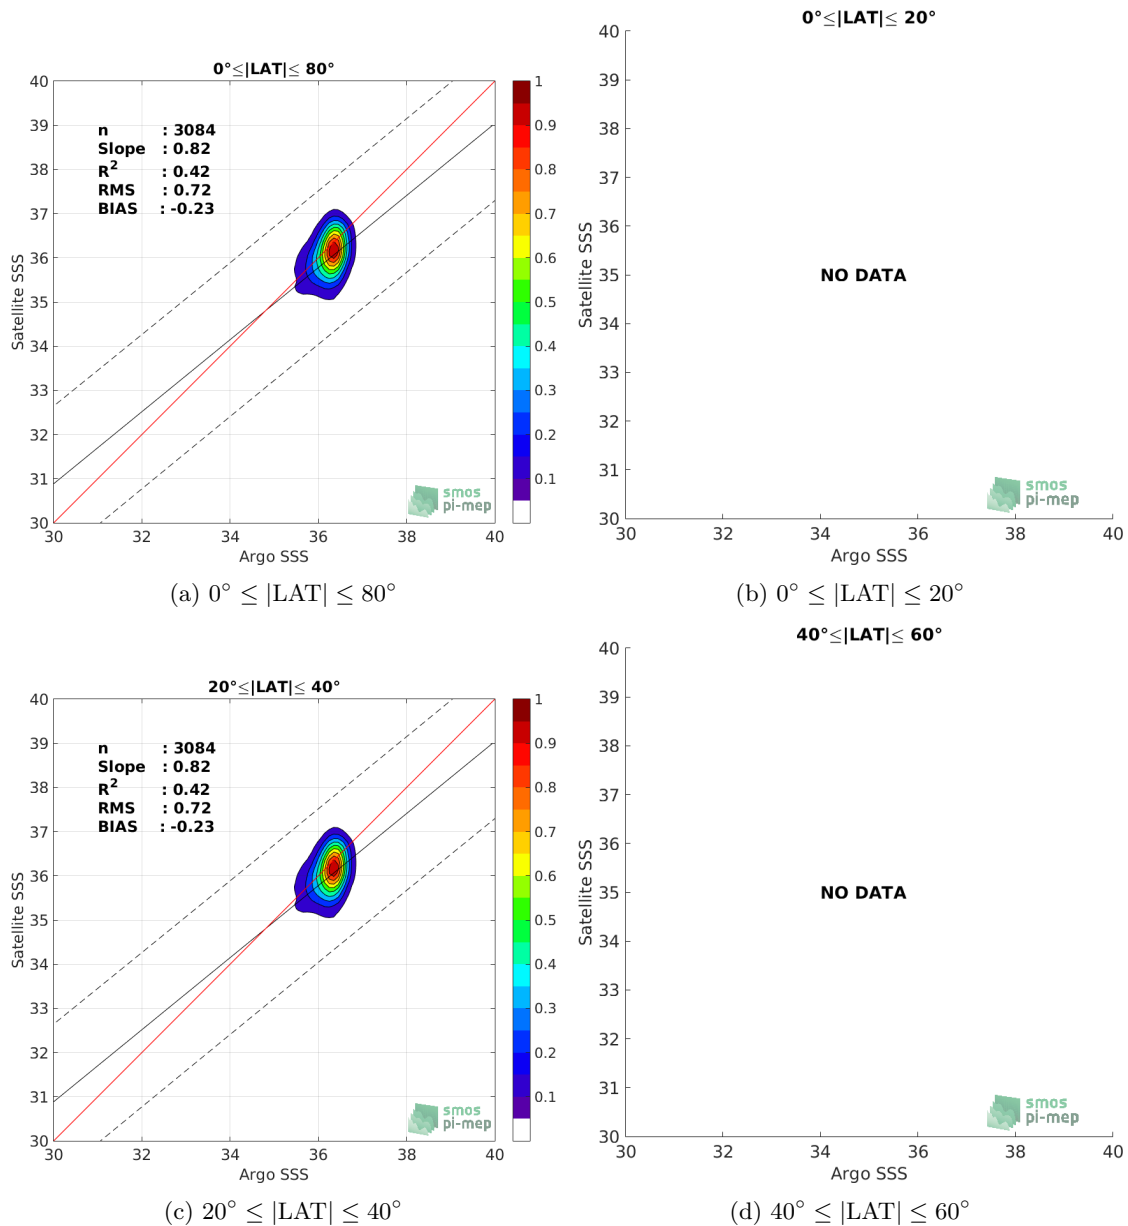 0°≤|LAT|≤ 80°
40
39
38
37
36
35
34
33
32
31
30
Satellite SSS
n : 3084
Slope : 0.82
R2 : 0.42
RMS : 0.72
BIAS : -0.23
smos
pi-mep
30 32 34 36 38 40
Argo SSS
1
0.9
0.8
0.7
0.6
0.5
0.4
0.3
0.2
0.1
(a) 0° ≤ |LAT| ≤ 80°
0°≤|LAT|≤ 20°
40
39
38
37
36
35
34
33
32
31
30
Satellite SSS
NO DATA
smos
pi-mep
30 32 34 36 38 40
Argo SSS
(b) 0° ≤ |LAT| ≤ 20°
20°≤|LAT|≤ 40°
40
39
38
37
36
35
34
33
32
31
30
Satellite SSS
n : 3084
Slope : 0.82
R2 : 0.42
RMS : 0.72
BIAS : -0.23
smos
pi-mep
30 32 34 36 38 40
Argo SSS
1
0.9
0.8
0.7
0.6
0.5
0.4
0.3
0.2
0.1
(c) 20° ≤ |LAT| ≤ 40°
40°≤|LAT|≤ 60°
40
39
38
37
36
35
34
33
32
31
30
Satellite SSS
NO DATA
smos
pi-mep
30 32 34 36 38 40
Argo SSS
(d) 40° ≤ |LAT| ≤ 60°